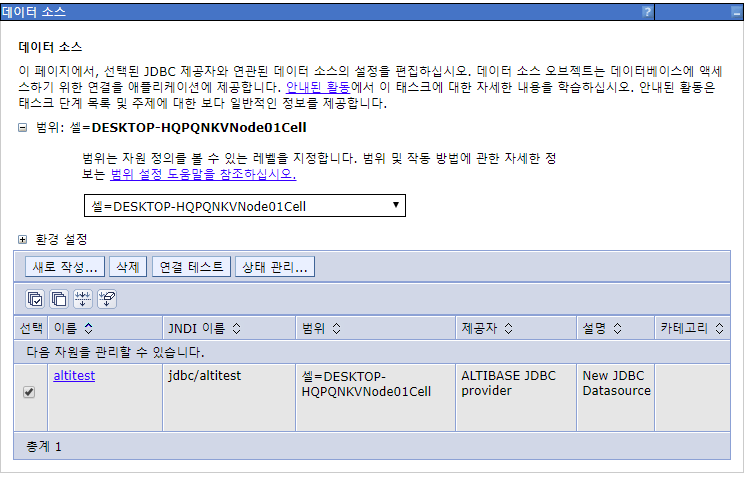 데이터 소스
?
데이터 소스
이 페이지에서, 선택된 JDBC 제공자와 연관된 데이터 소스의 설정을 편집하십시오. 데이터 소스 오브젝트는 데이터베이스에 액세
스하기 위한 연결을 애플리케이션에 제공합니다. 안내된 활동에서 이 태스크에 대한 자세한 내용을 학습하십시오. 안내된 활동은
태스크 단계 목록 및 주제에 대한 보다 일반적인 정보를 제공합니다.
범위: 셀=DESKTOP-HQPQNKVNode01Cell
범위는 자원 정의를 볼 수 있는 레벨을 지정합니다. 범위 및 작동 방법에 관한 자세한 정
보는 범위 설정 도움말을 참조하십시오.
셀=DESKTOP-HQPQNKVNode01Cell
환경 설정
새로 작성... 삭제 연결 테스트 상태 관리...
선택 이름 JNDI 이름 범위 제공자 설명 카테고리
다음 자원을 관리할 수 있습니다.
altitest jdbc/altitest 셀=DESKTOP- ALTIBASE JDBC New JDBC
HQPQNKVNode01Cell provider Datasource
총계 1